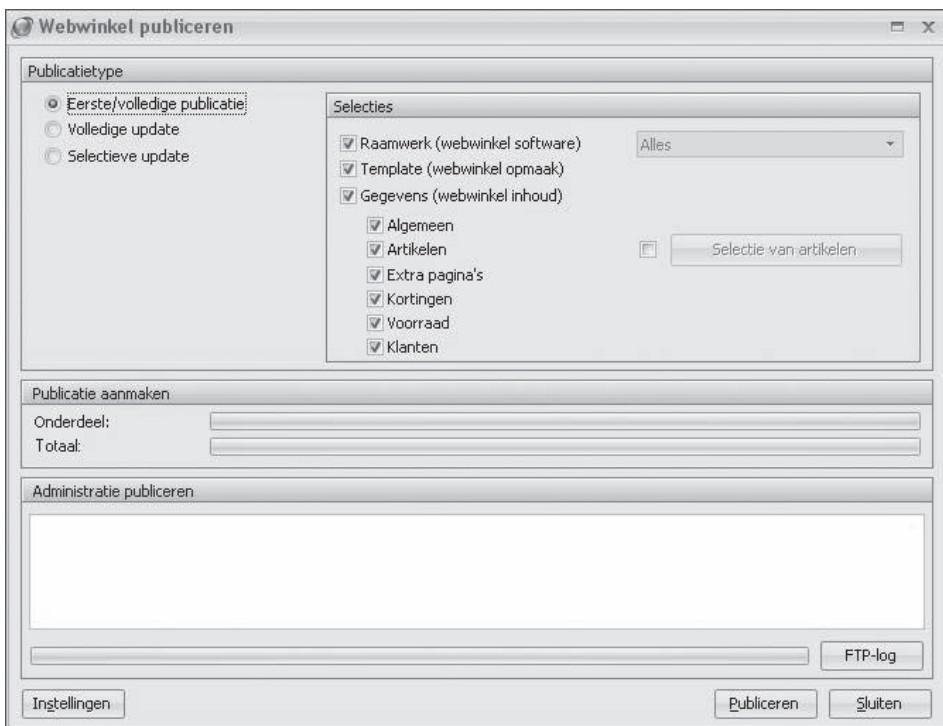 Webwinkel publiceren
Publicatietype
Eerste/volledige publicatie
Volledige update
Selectieve update
Selecties
Raamwerk (webwinkel software) Alles
Template (webwinkel opmaak)
Gegevens (webwinkel inhoud)
Algemeen
Artikelen Selectie van artikelen
Extra pagina's
Kortingen
Voorraad
Klanten
Publicatie aanmaken
Onderdeel:
Totaal:
Administratie publiceren
FTP-log
Instellingen Publiceren Sluiten